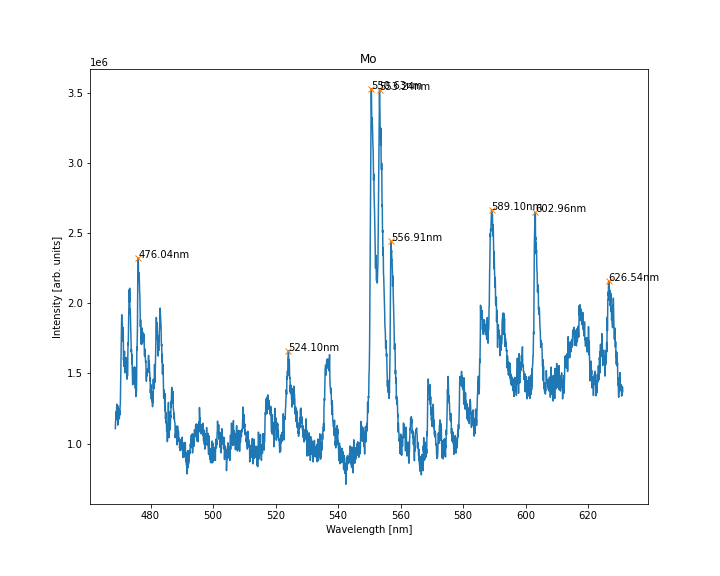 Mo
1e6
3.5
3.0
2.5
2.0
1.5
1.0
Intensity [arb. units]
553.24nm
556.91nm
589.10nm
602.96nm
476.04nm
626.54nm
524.10nm
480
500
520
540
560
580
600
620
Wavelength [nm]